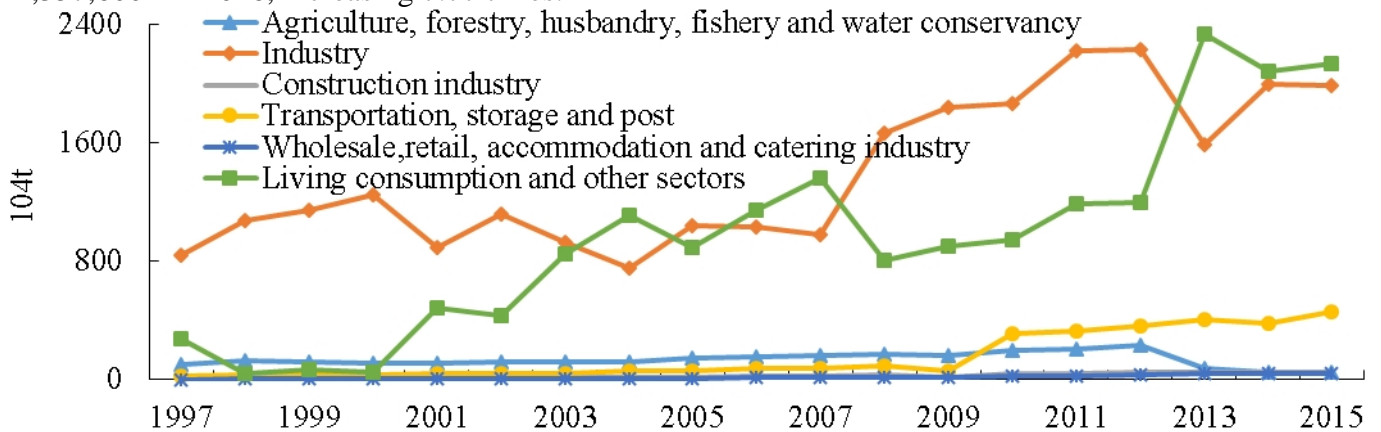 2400
Agriculture, forestry, husbandry, fishery and water conservancy
Industry
Construction industry
1600
Transportation, storage and post
Wholesale,retail, accommodation and catering industry
Living consumption and other sectors
104t
800
0
1997 1999 2001 2003 2005 2007 2009 2011 2013 2015